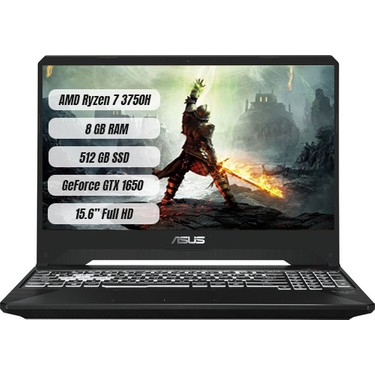 AMD Ryzen 7 3750H
8 GB RAM
512 GB SSD
GeForce GTX 1650
15.6" Full HD
ASUS